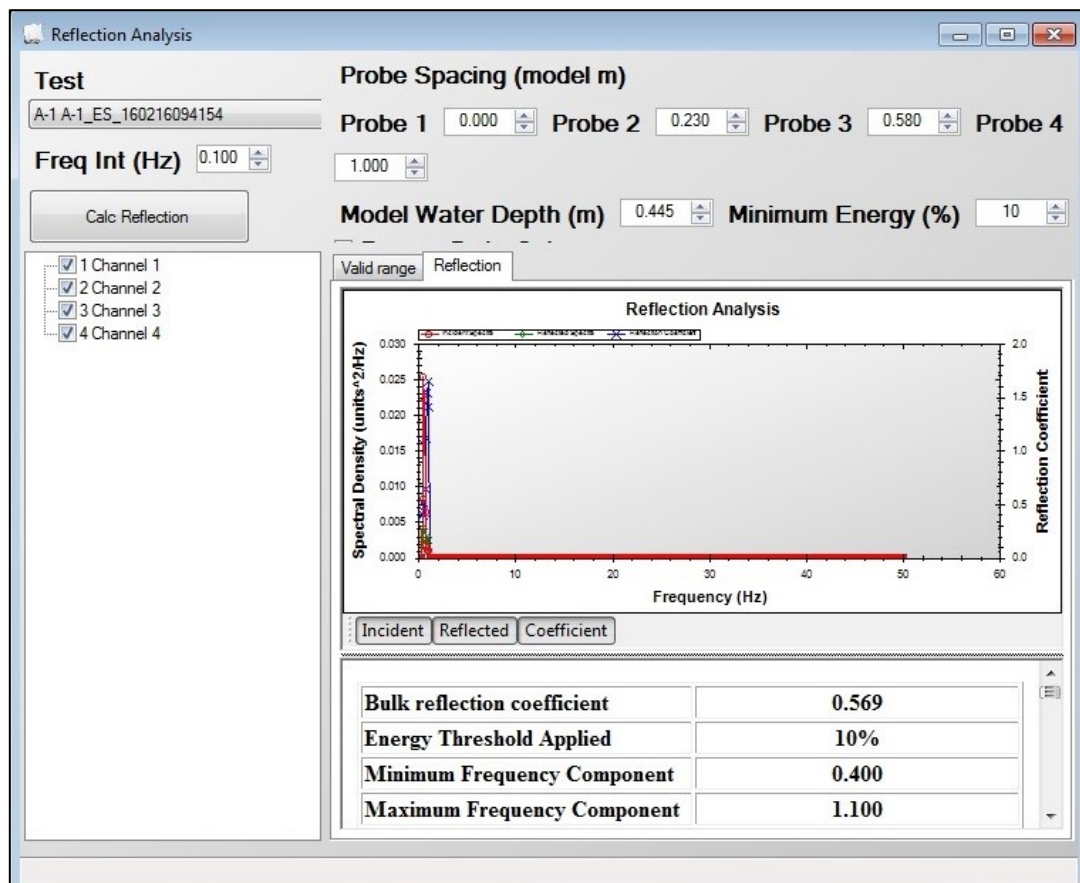 Reflection Analysis
Test
A-1 A-1_ES_160216094154
Freq Int (Hz) 0.100
Calc Reflection
Probe Spacing (model m)
Probe 1 0.000 Probe 2 0.230 Probe 3 0.580 Probe 4
1.000
Model Water Depth (m) 0.445 Minimum Energy (%) 10
1 Channel 1
2 Channel 2
3 Channel 3
4 Channel 4
Valid range Reflection
Reflection Analysis
Incident Spectra Reflected Spectra Reflection Coefficient
Spectral Density (units^2/Hz)
0.030
0.025
0.020
0.015
0.010
0.005
0.000
0 10 20 30 40 50 60
Frequency (Hz)
2.0
1.5
1.0
0.5
0.0
Reflection Coefficient
Incident Reflected Coefficient
Bulk reflection coefficient 0.569
Energy Threshold Applied 10%
Minimum Frequency Component 0.400
Maximum Frequency Component 1.100